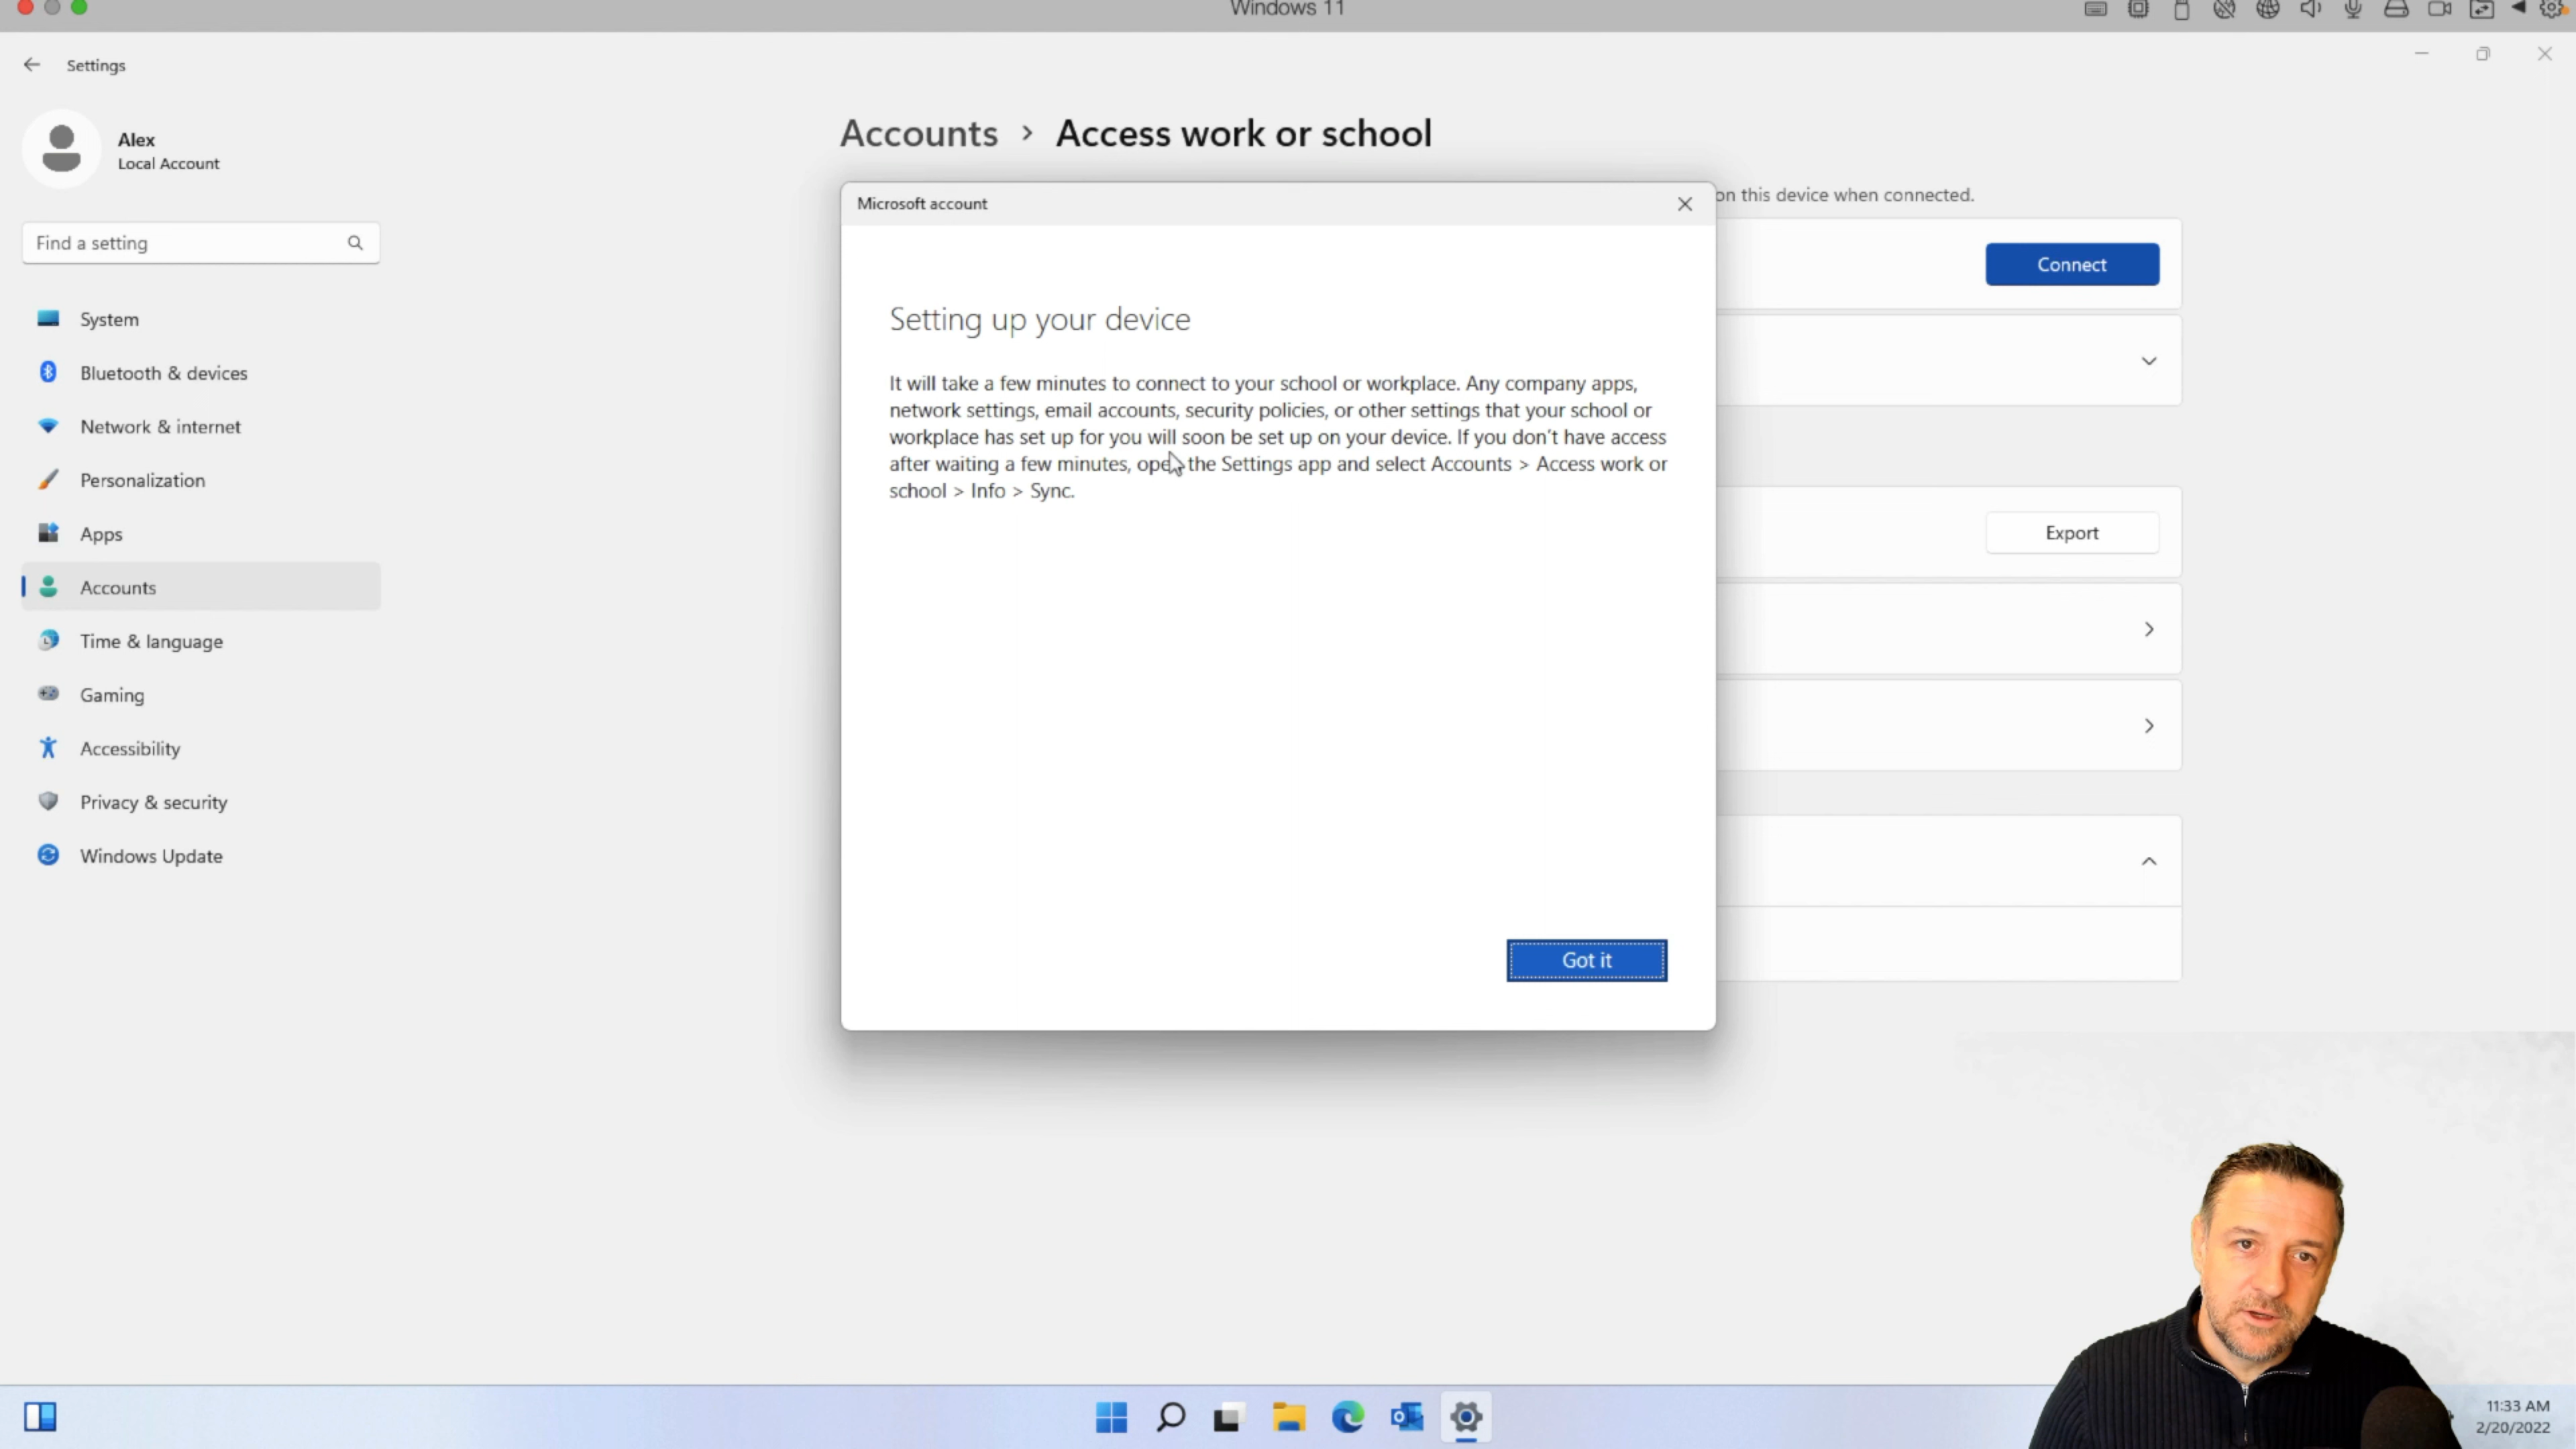 Windows 11
Settings
Alex
Local Account
Find a setting
System
Bluetooth & devices
Network & internet
Personalization
Apps
Accounts
Time & language
Gaming
Accessibility
Privacy & security
Windows Update
Accounts > Access work or school
on this device when connected.
Connect
Export
Microsoft account
Setting up your device
It will take a few minutes to connect to your school or workplace. Any company apps,
network settings, email accounts, security policies, or other settings that your school or
workplace has set up for you will soon be set up on your device. If you don't have access
after waiting a few minutes, open the Settings app and select Accounts > Access work or
school > Info > Sync.
Got it
11:33 AM
2/20/2022